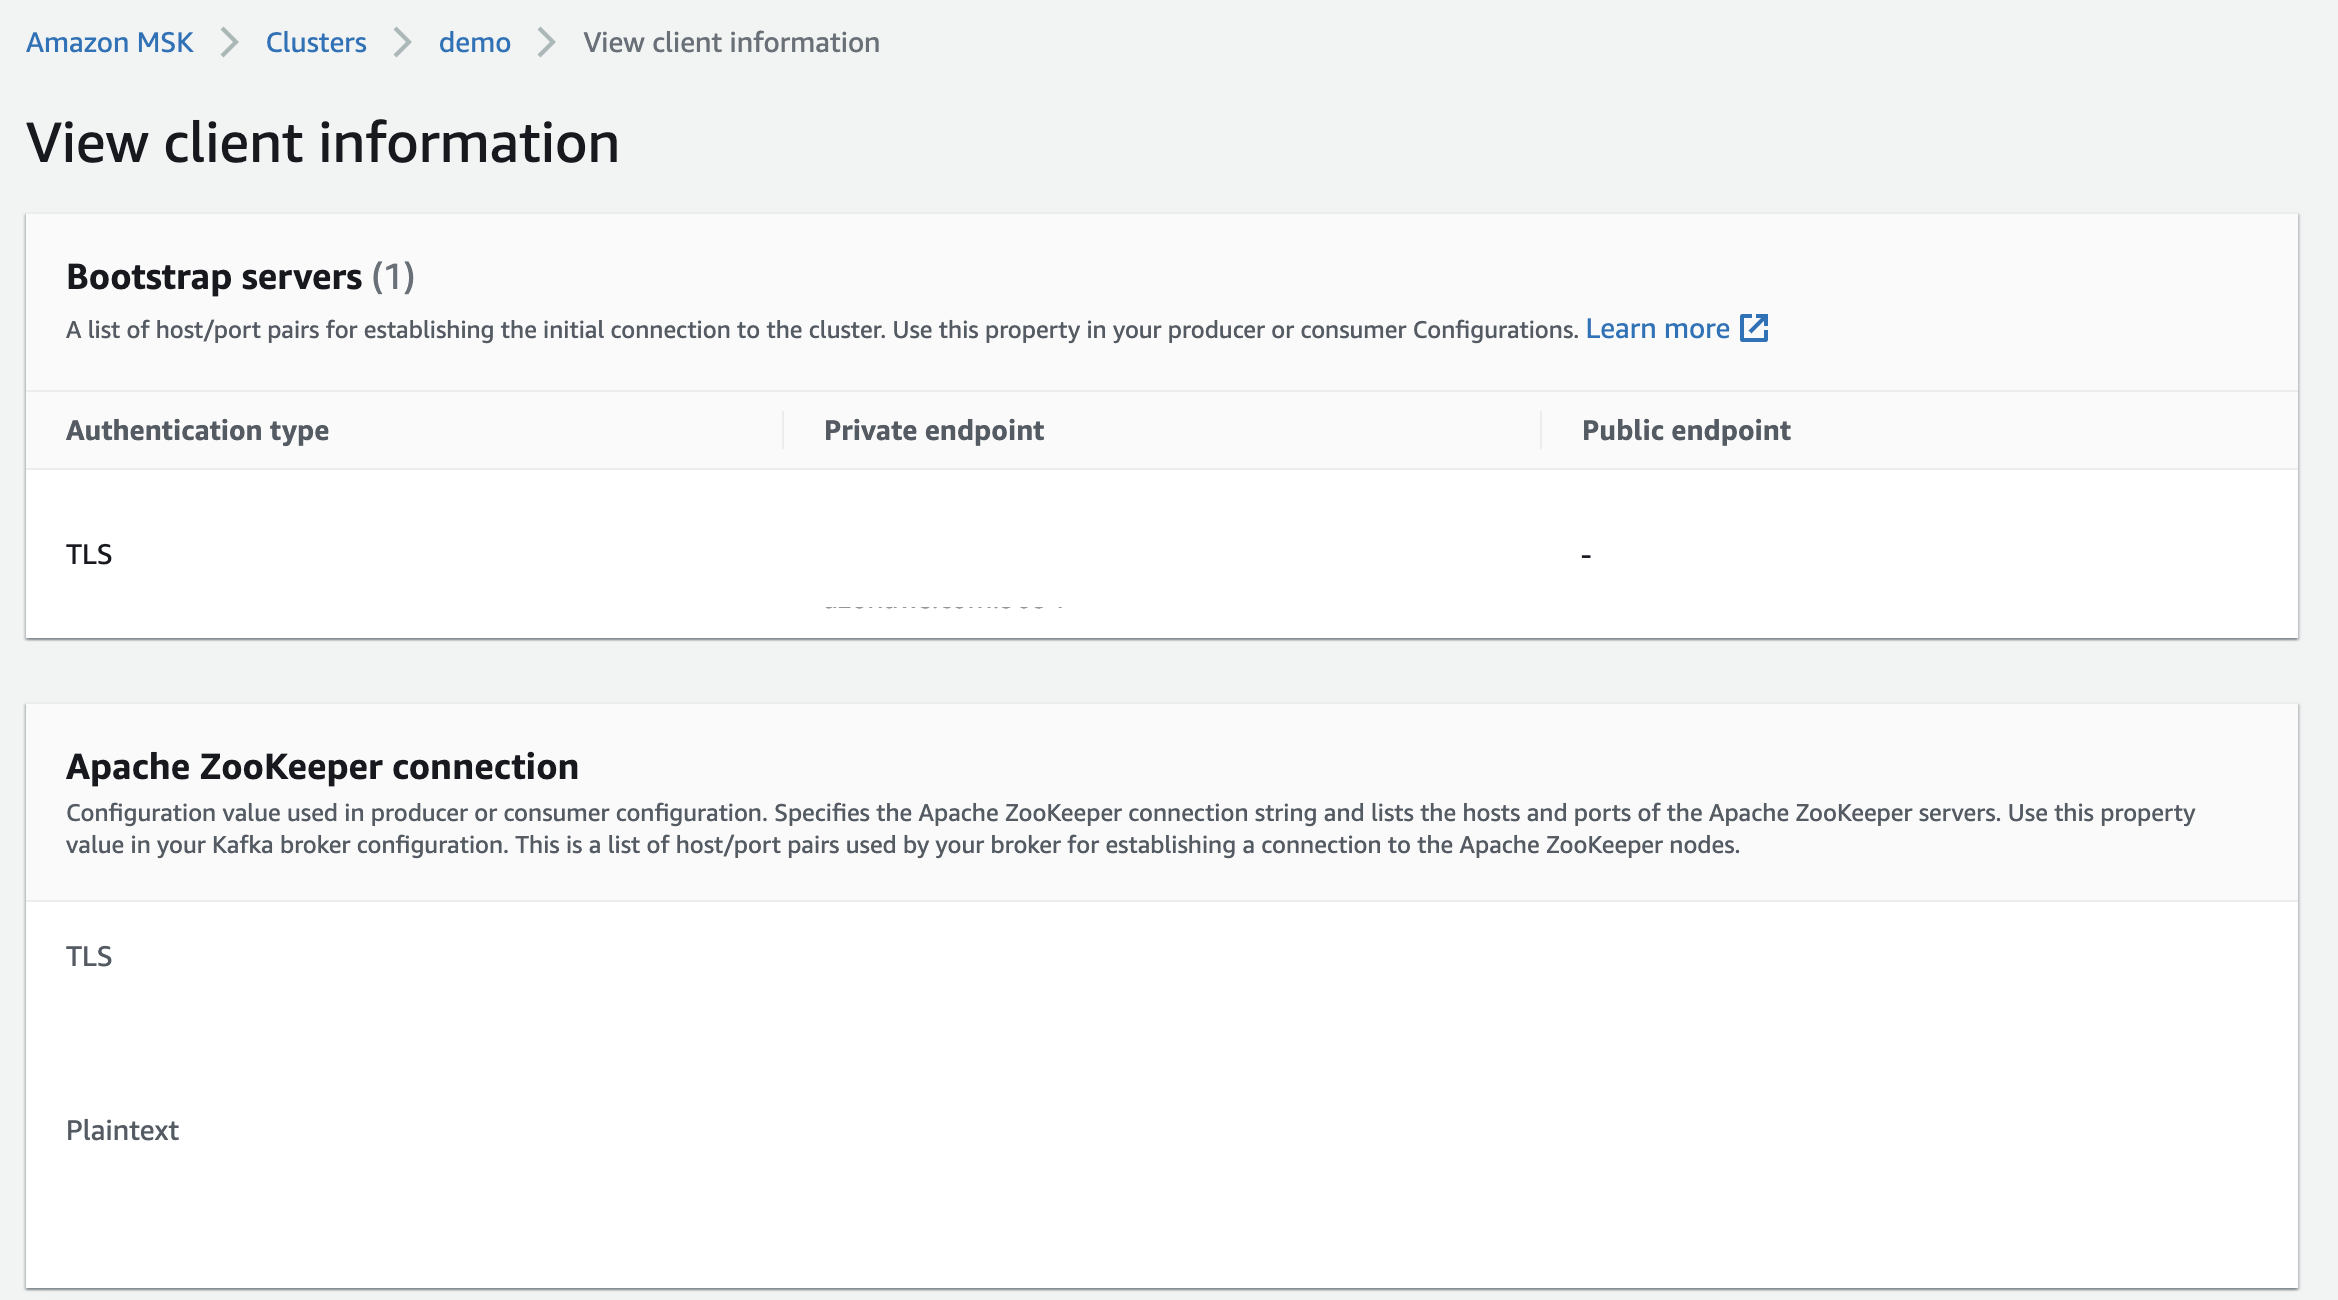 Amazon MSK > Clusters > demo > View client information
View client information
Bootstrap servers (1)
A list of host/port pairs for establishing the initial connection to the cluster. Use this property in your producer or consumer Configurations. Learn more
Authentication type Private endpoint Public endpoint
TLS -
Apache ZooKeeper connection
Configuration value used in producer or consumer configuration. Specifies the Apache ZooKeeper connection string and lists the hosts and ports of the Apache ZooKeeper servers. Use this property
value in your Kafka broker configuration. This is a list of host/port pairs used by your broker for establishing a connection to the Apache ZooKeeper nodes.
TLS
Plaintext